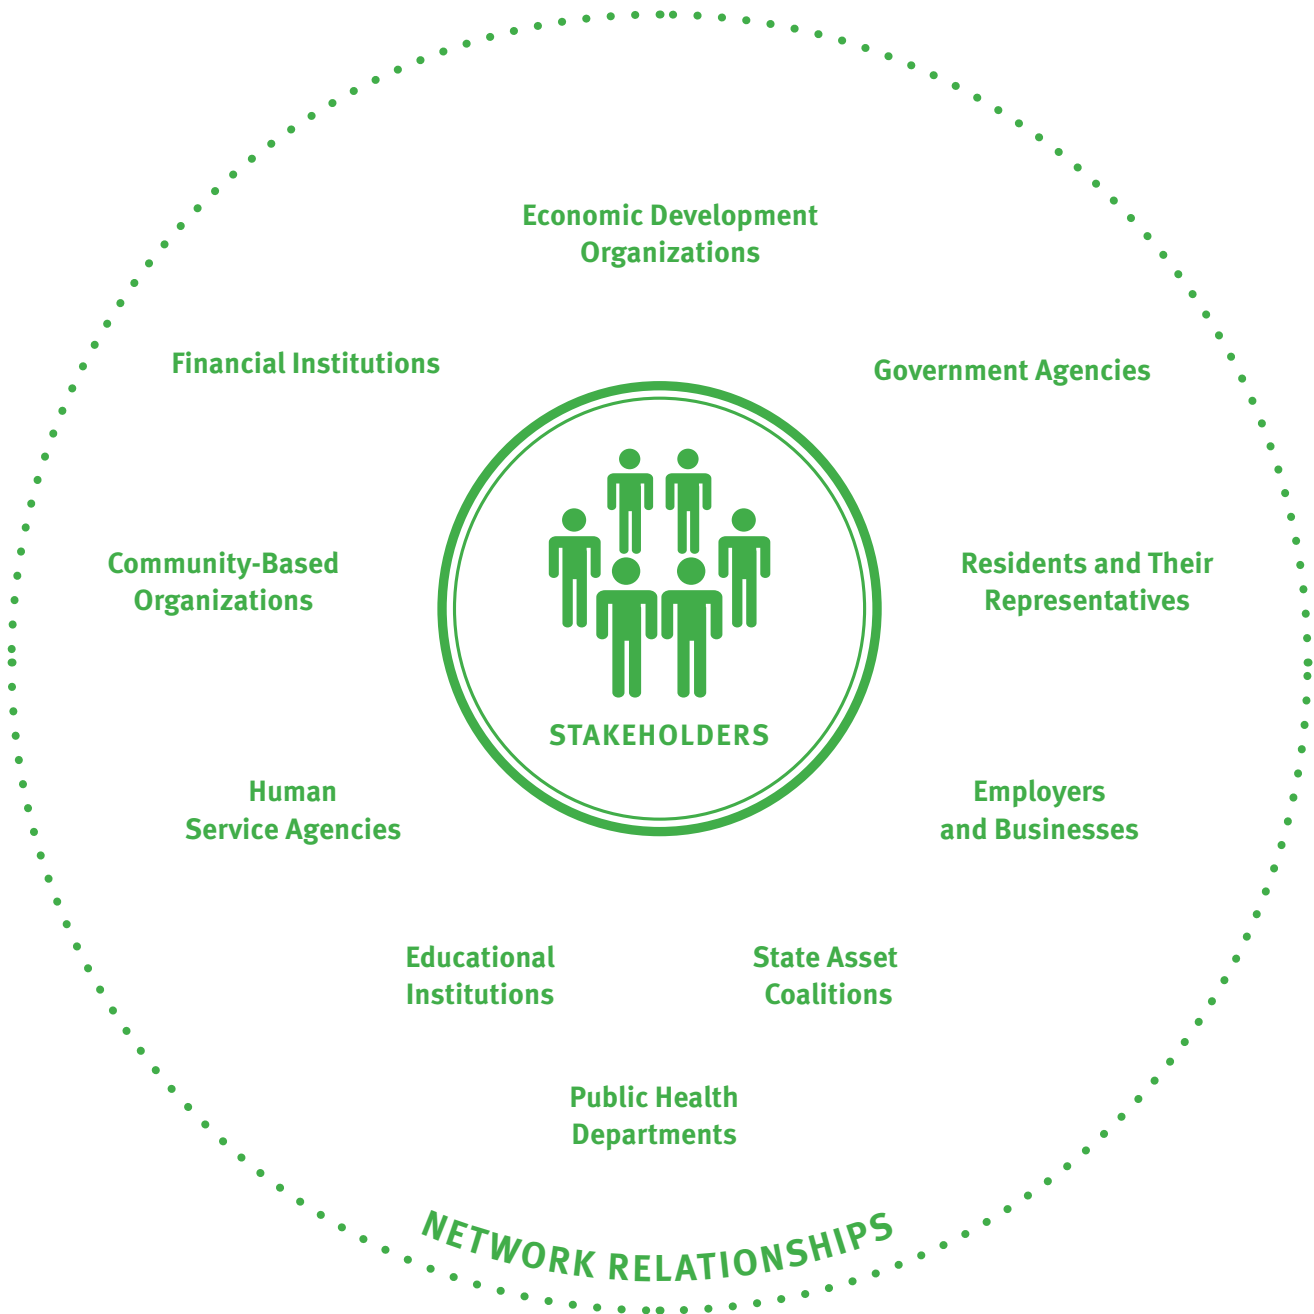 Economic Development
Organizations
Financial Institutions
Government Agencies
Community-Based
Organizations
Residents and Their
Representatives
STAKEHOLDERS
Human
Service Agencies
Employers
and Businesses
Educational
Institutions
State Asset
Coalitions
Public Health
Departments
NETWORK RELATIONSHIPS